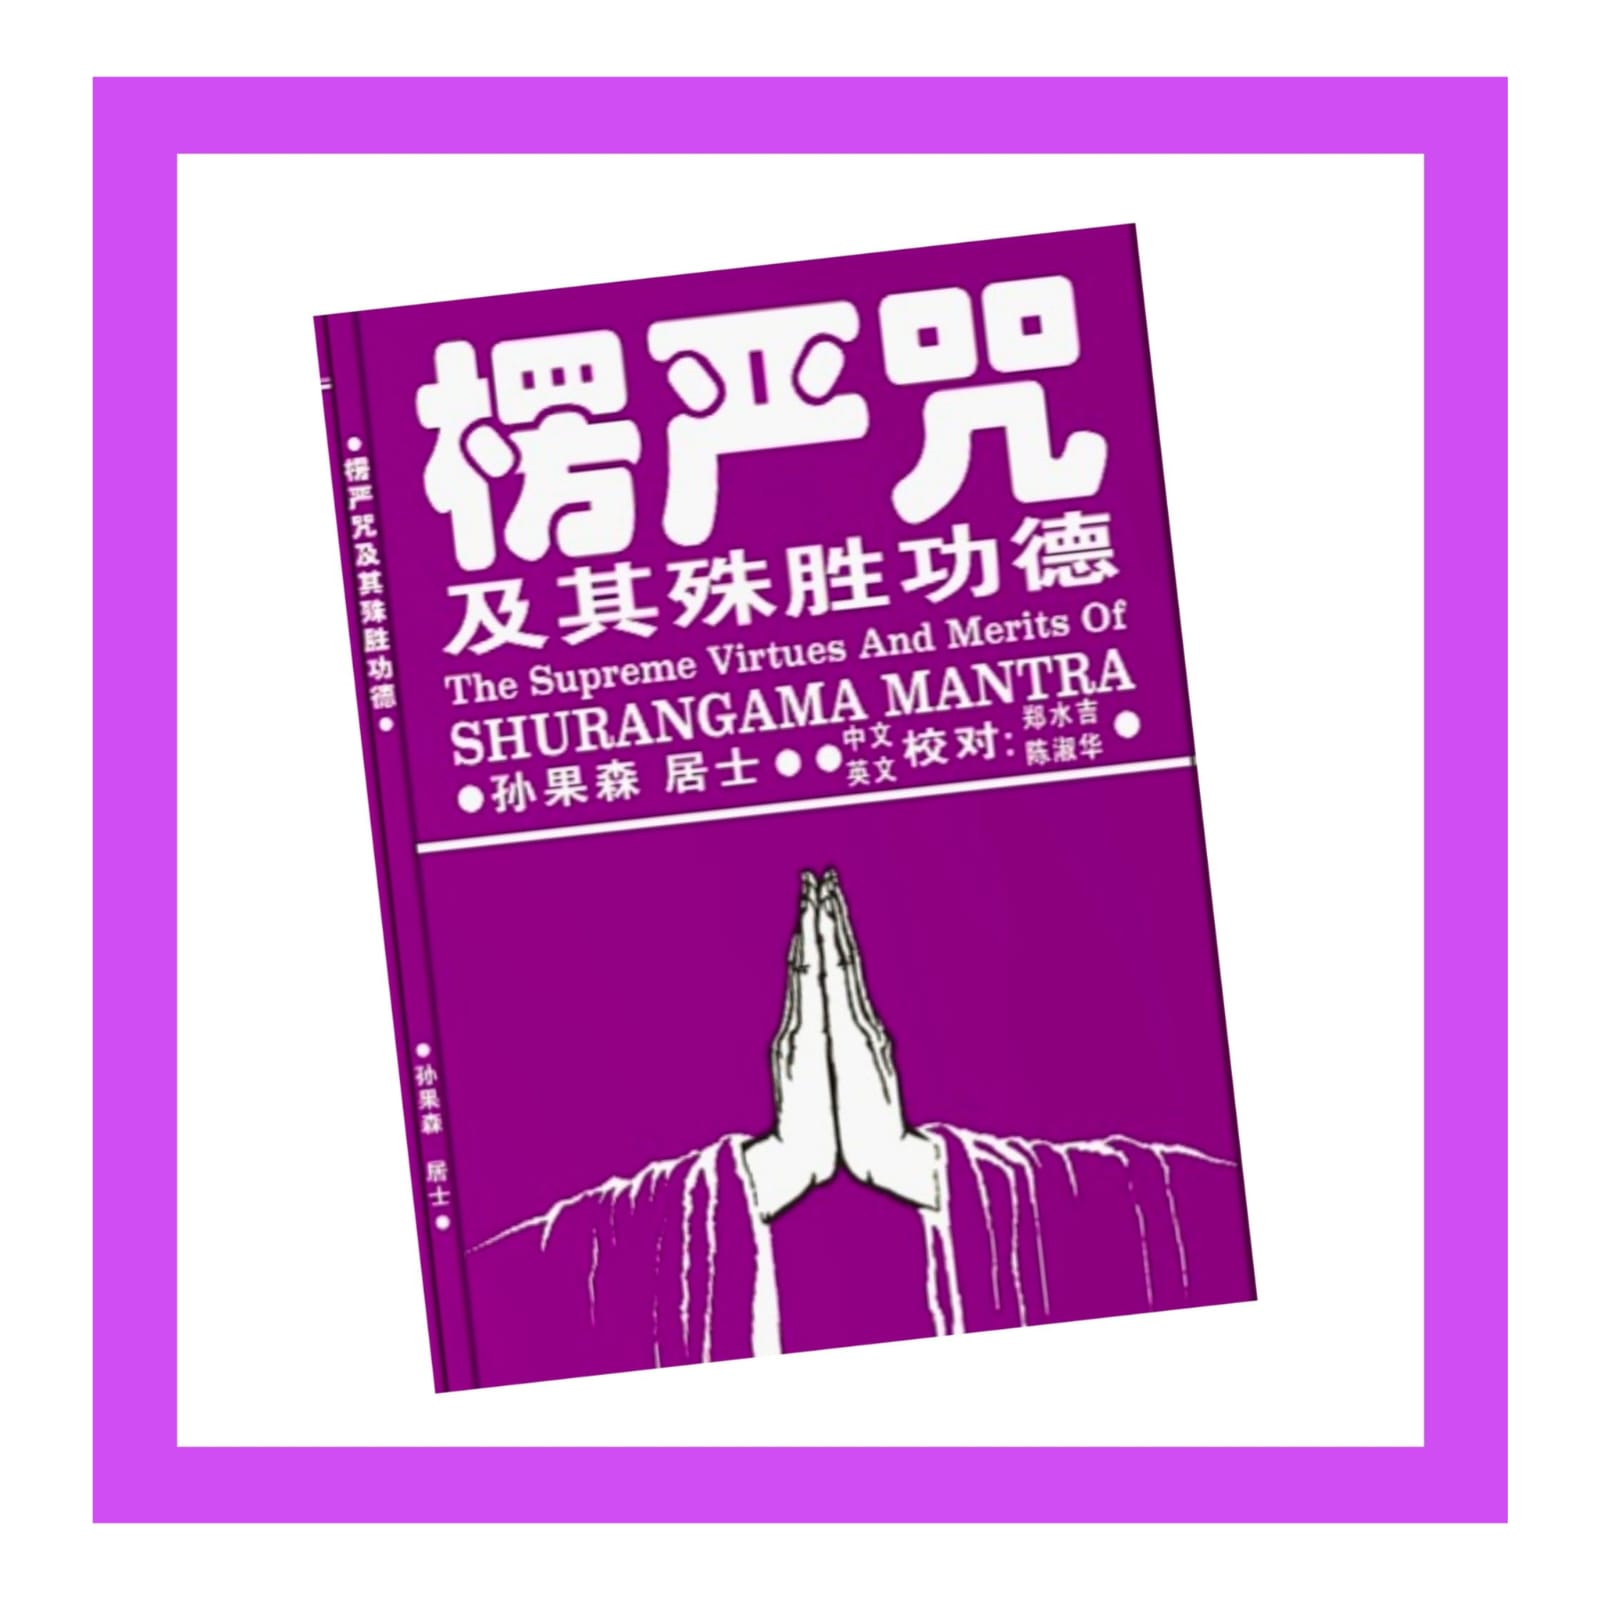 楞严咒
及其殊胜功德
The Supreme Virtues And Merits Of
SHURANGAMA MANTRA
●孙果森 居士●
●中文 校对: 郑水吉●
英文 陈淑华
●楞严咒及其殊胜功德●
●孙果森 居士●